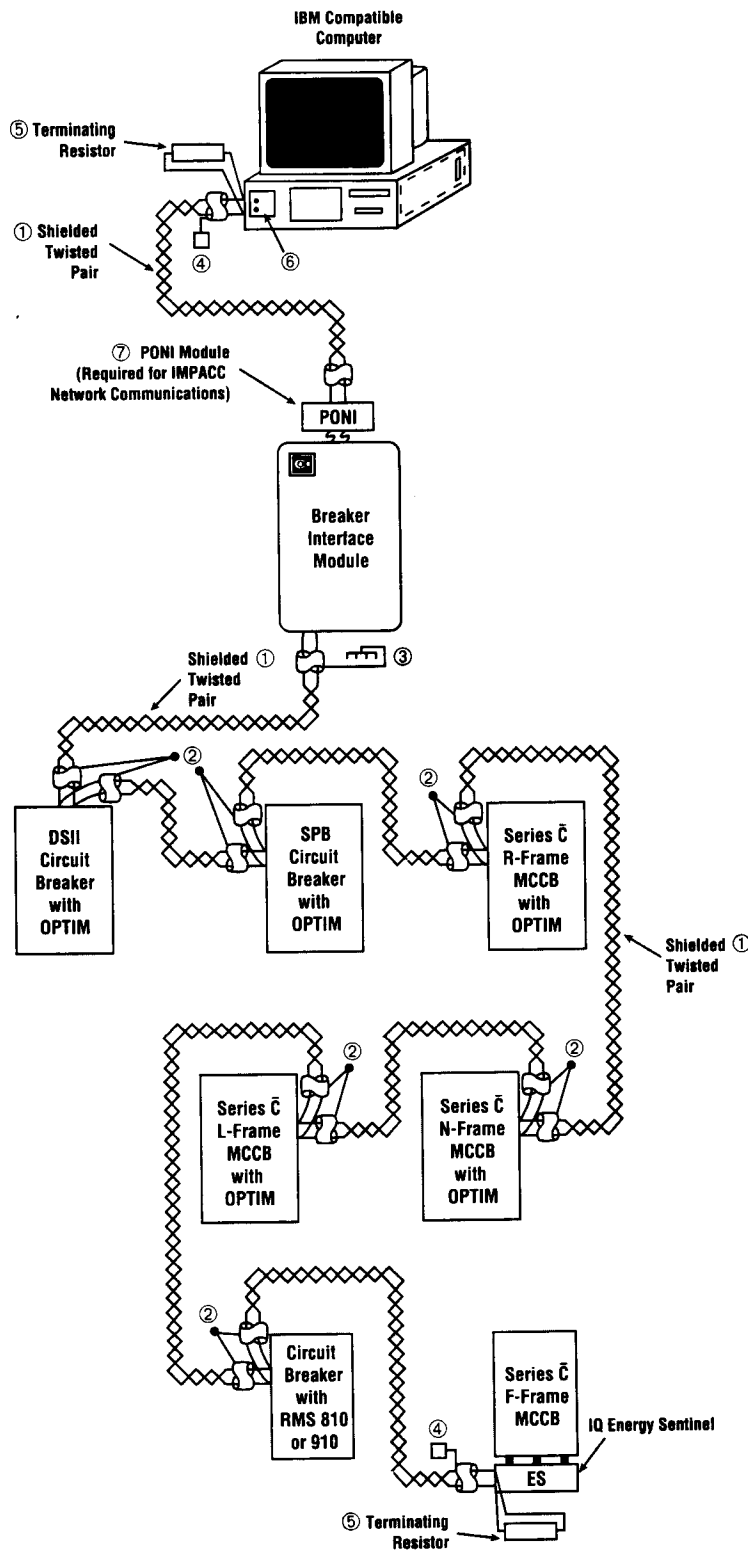 IBM Compatible
Computer
⑤ Terminating
Resistor
① Shielded
Twisted
Pair
④
⑥
⑦ PONI Module
(Required for IMPACC
Network Communications)
PONI
Breaker
Interface
Module
Shielded ①
Twisted
Pair
③
②
②
②
DSII
Circuit
Breaker
with
OPTIM
SPB
Circuit
Breaker
with
OPTIM
Series C̄
R-Frame
MCCB
with
OPTIM
Shielded ①
Twisted
Pair
②
②
Series C̄
L-Frame
MCCB
with
OPTIM
Series C̄
N-Frame
MCCB
with
OPTIM
②
Circuit
Breaker
with
RMS 810
or 910
Series C̄
F-Frame
MCCB
④
IQ Energy Sentinel
ES
⑤ Terminating
Resistor